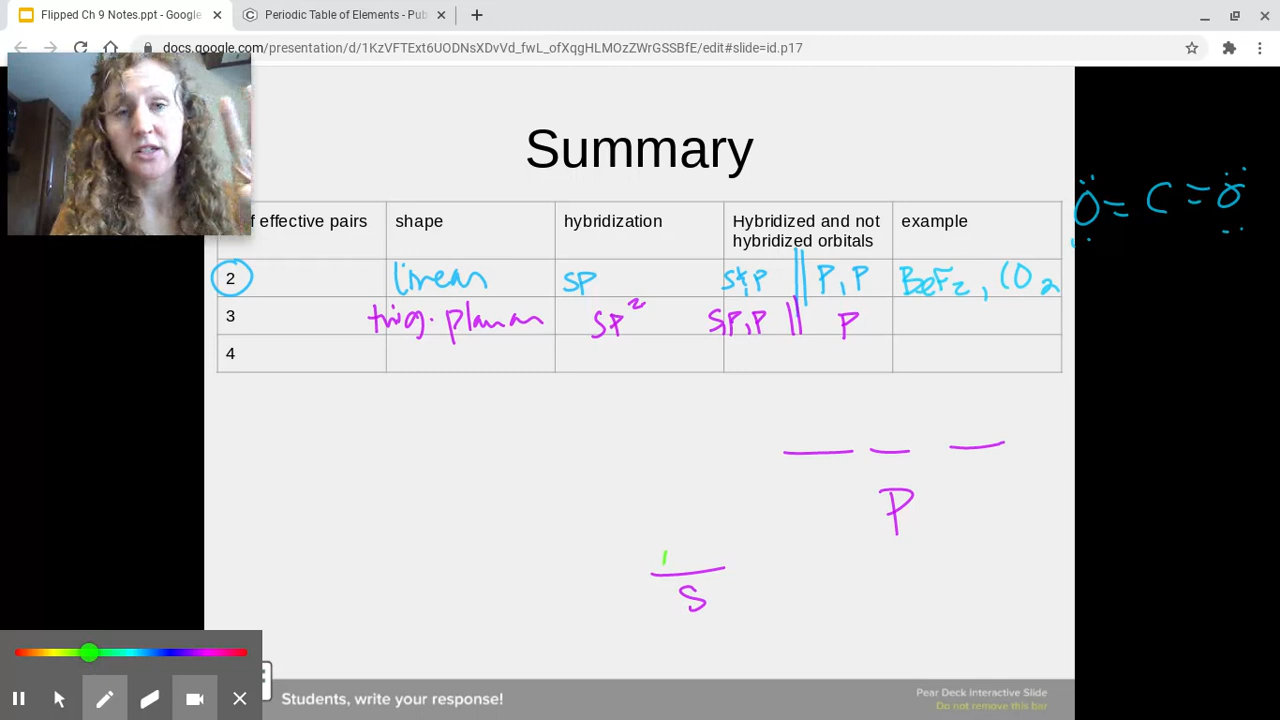 Flipped Ch 9 Notes.ppt - Google
Periodic Table of Elements - Pub
docs.google.com/presentation/d/1KzVFTExt6UODNsXDvVd_fwL_ofXqgHLMOzZWrGSSBfE/edit#slide=id.p17
Summary
f effective pairs shape hybridization Hybridized and not hybridized orbitals example
2 linear sp s,p || P, P BeF₂, CO₂
3 trig. planar sp² s,p,p || p
4
O = C = O
P
S
Students, write your response!
Pear Deck Interactive Slide
Do not remove this bar